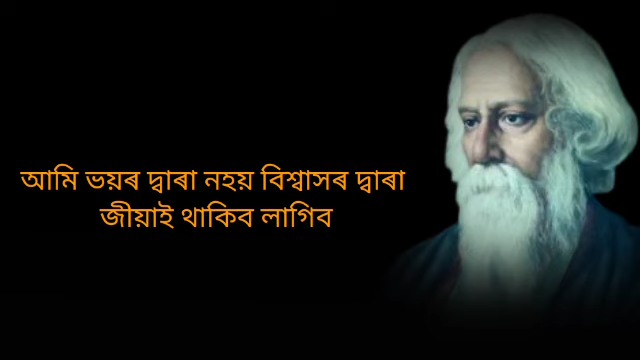 আমি ভয়ৰ দ্বাৰা নহয় বিশ্বাসৰ দ্বাৰা
জীয়াই থাকিব লাগিব